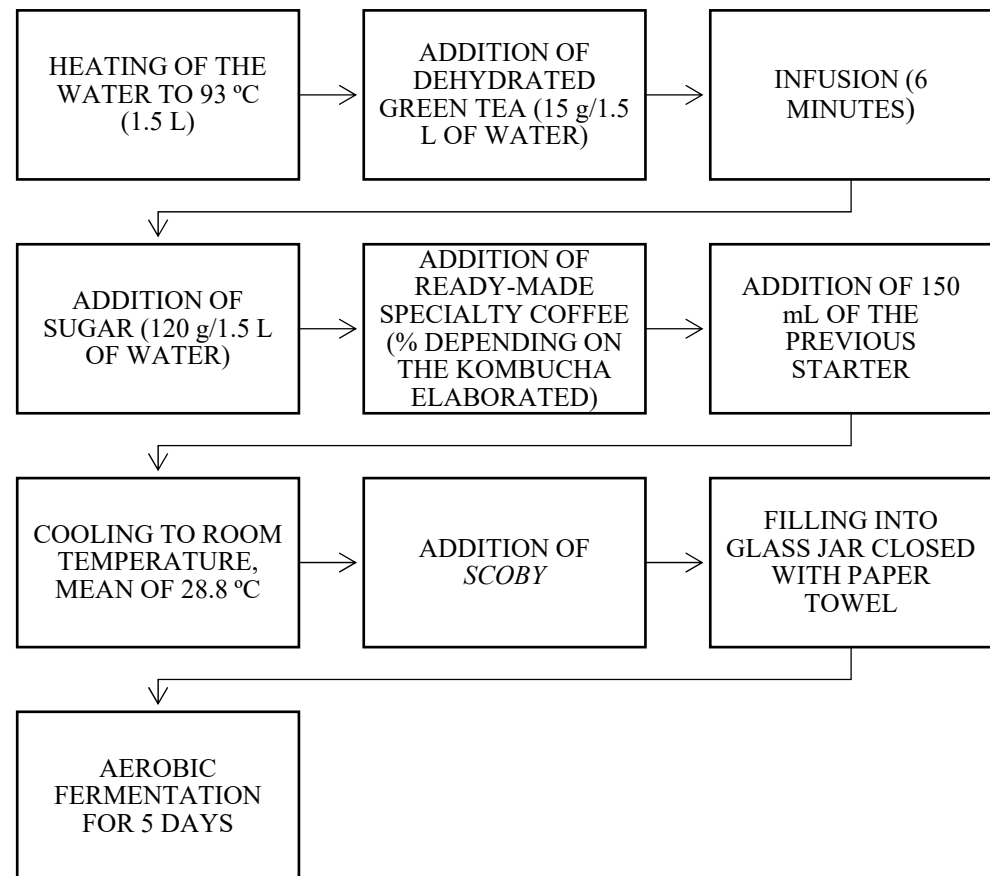 HEATING OF THE
WATER TO 93 ºC
(1.5 L)
ADDITION OF
DEHYDRATED
GREEN TEA (15 g/1.5
L OF WATER)
INFUSION (6
MINUTES)
ADDITION OF
SUGAR (120 g/1.5 L
OF WATER)
ADDITION OF
READY-MADE
SPECIALTY COFFEE
(% DEPENDING ON
THE KOMBUCHA
ELABORATED)
ADDITION OF 150
mL OF THE
PREVIOUS
STARTER
COOLING TO ROOM
TEMPERATURE,
MEAN OF 28.8 ºC
ADDITION OF
SCOBY
FILLING INTO
GLASS JAR CLOSED
WITH PAPER
TOWEL
AEROBIC
FERMENTATION
FOR 5 DAYS